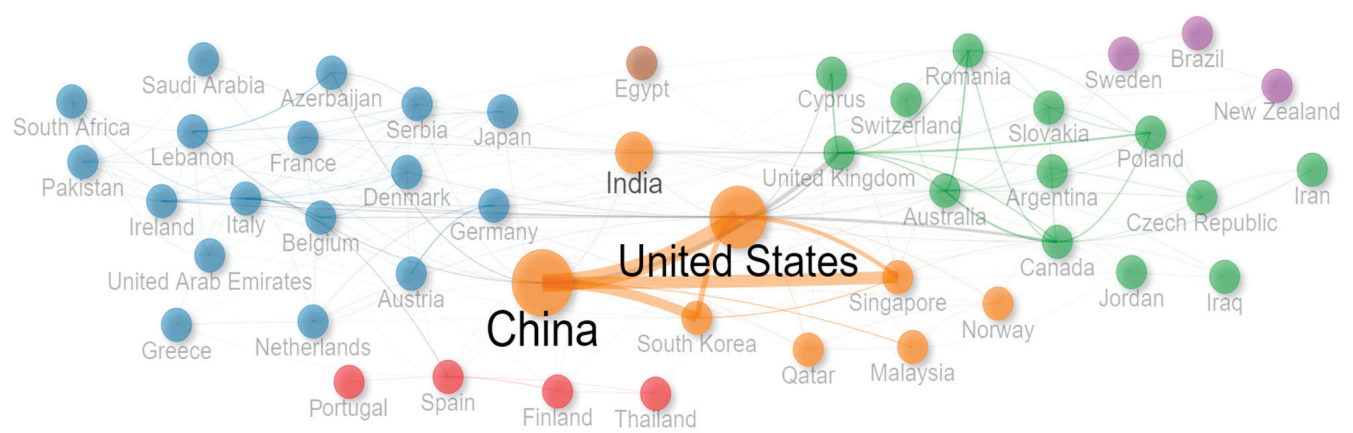 Brazil
Saudi Arabia
Azerbaijan
Egypt
Cyprus
Romania
Sweden
New Zealand
South Africa
Lebanon
France
Serbia
Japan
Switzerland
Slovakia
Poland
Pakistan
Denmark
India
United Kingdom
Argentina
Iran
Ireland
Italy
Belgium
Germany
Australia
Czech Republic
United Arab Emirates
Austria
United States
Canada
China
Singapore
Jordan
Iraq
Greece
Netherlands
South Korea
Norway
Qatar
Malaysia
Portugal
Spain
Finland
Thailand